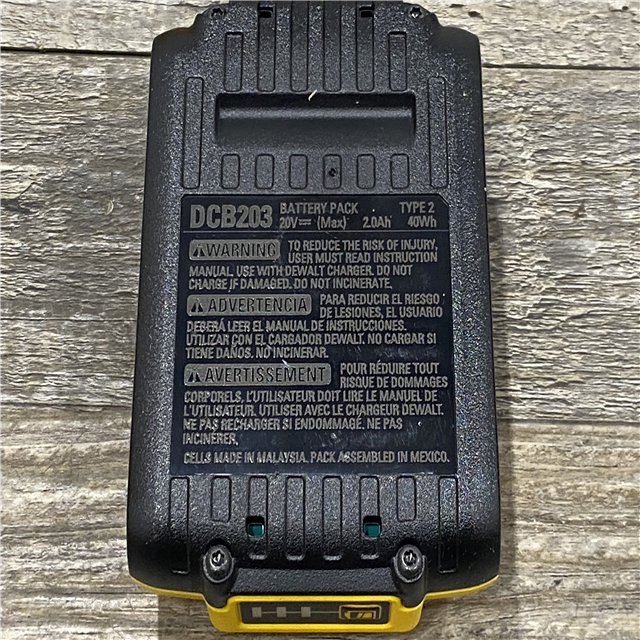 DCB203 BATTERY PACK TYPE 2
20V⎓ (Max) 2.0Ah 40Wh
⚠WARNING TO REDUCE THE RISK OF INJURY,
USER MUST READ INSTRUCTION
MANUAL. USE WITH DEWALT CHARGER. DO NOT
CHARGE IF DAMAGED. DO NOT INCINERATE.
⚠ADVERTENCIA PARA REDUCIR EL RIESGO
DE LESIONES, EL USUARIO
DEBERÁ LEER EL MANUAL DE INSTRUCCIONES.
UTILIZAR CON EL CARGADOR DEWALT. NO CARGAR SI
TIENE DAÑOS. NO INCINERAR.
⚠AVERTISSEMENT POUR RÉDUIRE TOUT
RISQUE DE DOMMAGES
CORPORELS, L'UTILISATEUR DOIT LIRE LE MANUEL DE
L'UTILISATEUR. UTILISER AVEC LE CHARGEUR DEWALT.
NE PAS RECHARGER SI ENDOMMAGÉ. NE PAS
INCINÉRER.
CELLS MADE IN MALAYSIA. PACK ASSEMBLED IN MEXICO.